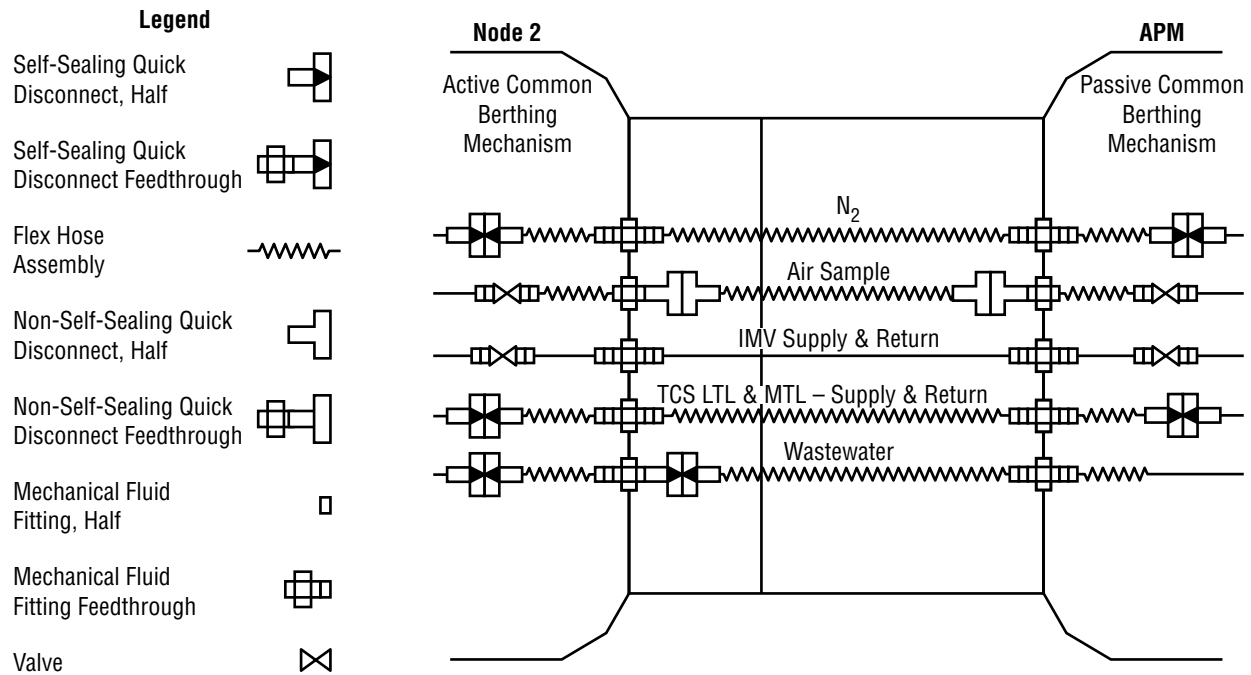 Legend
Self-Sealing Quick
Disconnect, Half
Self-Sealing Quick
Disconnect Feedthrough
Flex Hose
Assembly
Non-Self-Sealing Quick
Disconnect, Half
Non-Self-Sealing Quick
Disconnect Feedthrough
Mechanical Fluid
Fitting, Half
Mechanical Fluid
Fitting Feedthrough
Valve
Node 2
Active Common
Berthing
Mechanism
APM
Passive Common
Berthing
Mechanism
N2
Air Sample
IMV Supply & Return
TCS LTL & MTL – Supply & Return
Wastewater